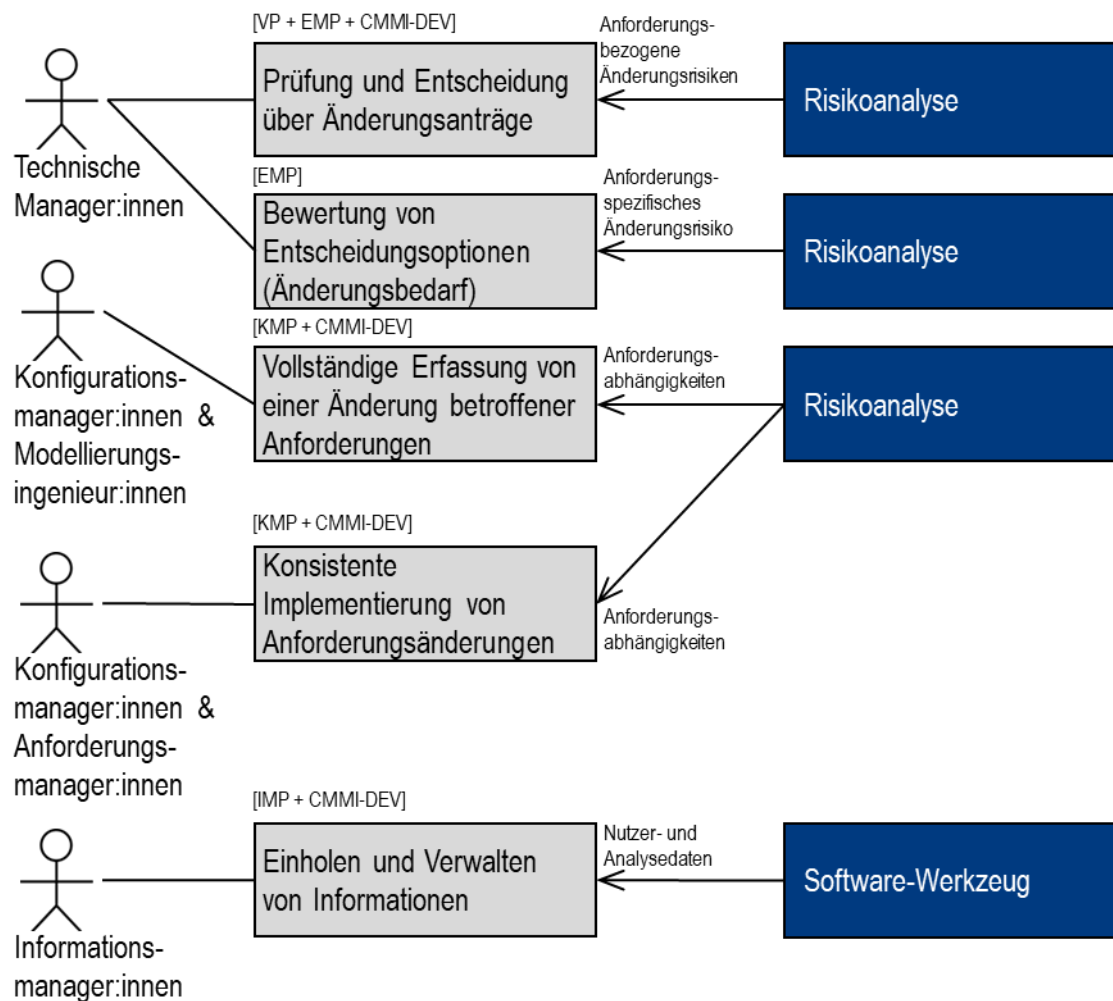 [VP + EMP + CMMI-DEV]
Anforderungs-
bezogene
Änderungsrisiken
Prüfung und Entscheidung
über Änderungsanträge
Risikoanalyse
Technische
Manager:innen
[EMP]
Anforderungs-
spezifisches
Änderungsrisiko
Bewertung von
Entscheidungsoptionen
(Änderungsbedarf)
Risikoanalyse
[KMP + CMMI-DEV]
Anforderungs-
abhängigkeiten
Vollständige Erfassung von
einer Änderung betroffener
Anforderungen
Risikoanalyse
Konfigurations-
manager:innen &
Modellierungs-
ingenieur:innen
[KMP + CMMI-DEV]
Konsistente
Implementierung von
Anforderungsänderungen
Anforderungs-
abhängigkeiten
Konfigurations-
manager:innen &
Anforderungs-
manager:innen
[IMP + CMMI-DEV]
Nutzer- und
Analysedaten
Einholen und Verwalten
von Informationen
Software-Werkzeug
Informations-
manager:innen